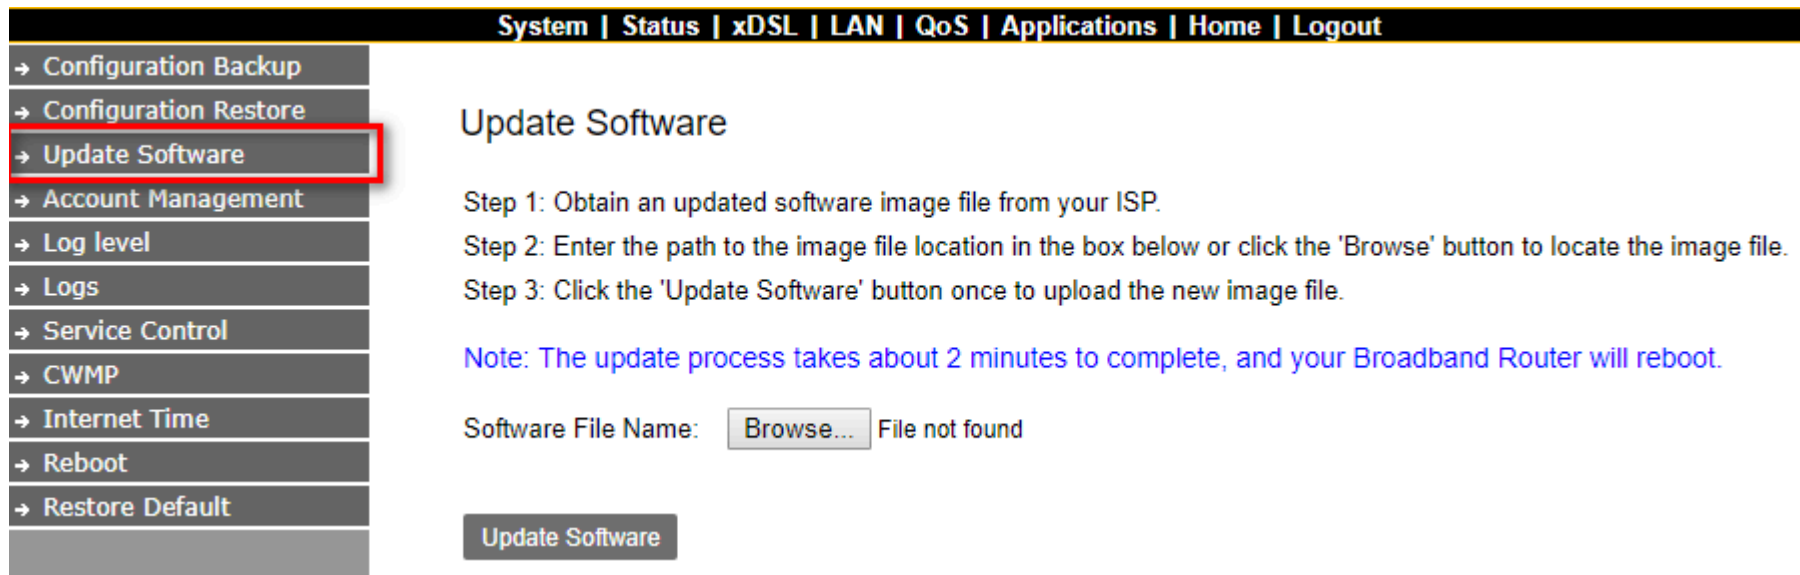 System | Status | xDSL | LAN | QoS | Applications | Home | Logout
→ Configuration Backup
→ Configuration Restore
→ Update Software
→ Account Management
→ Log level
→ Logs
→ Service Control
→ CWMP
→ Internet Time
→ Reboot
→ Restore Default
Update Software
Step 1: Obtain an updated software image file from your ISP.
Step 2: Enter the path to the image file location in the box below or click the 'Browse' button to locate the image file.
Step 3: Click the 'Update Software' button once to upload the new image file.
Note: The update process takes about 2 minutes to complete, and your Broadband Router will reboot.
Software File Name: Browse... File not found
Update Software